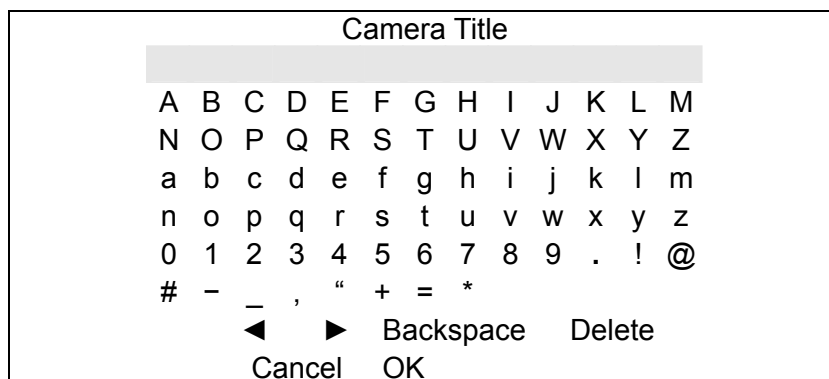 Camera Title
A B C D E F G H I J K L M
N O P Q R S T U V W X Y Z
a b c d e f g h i j k l m
n o p q r s t u v w x y z
0 1 2 3 4 5 6 7 8 9 . ! @
# − _ , “ + = *
◄ ► Backspace Delete
Cancel OK